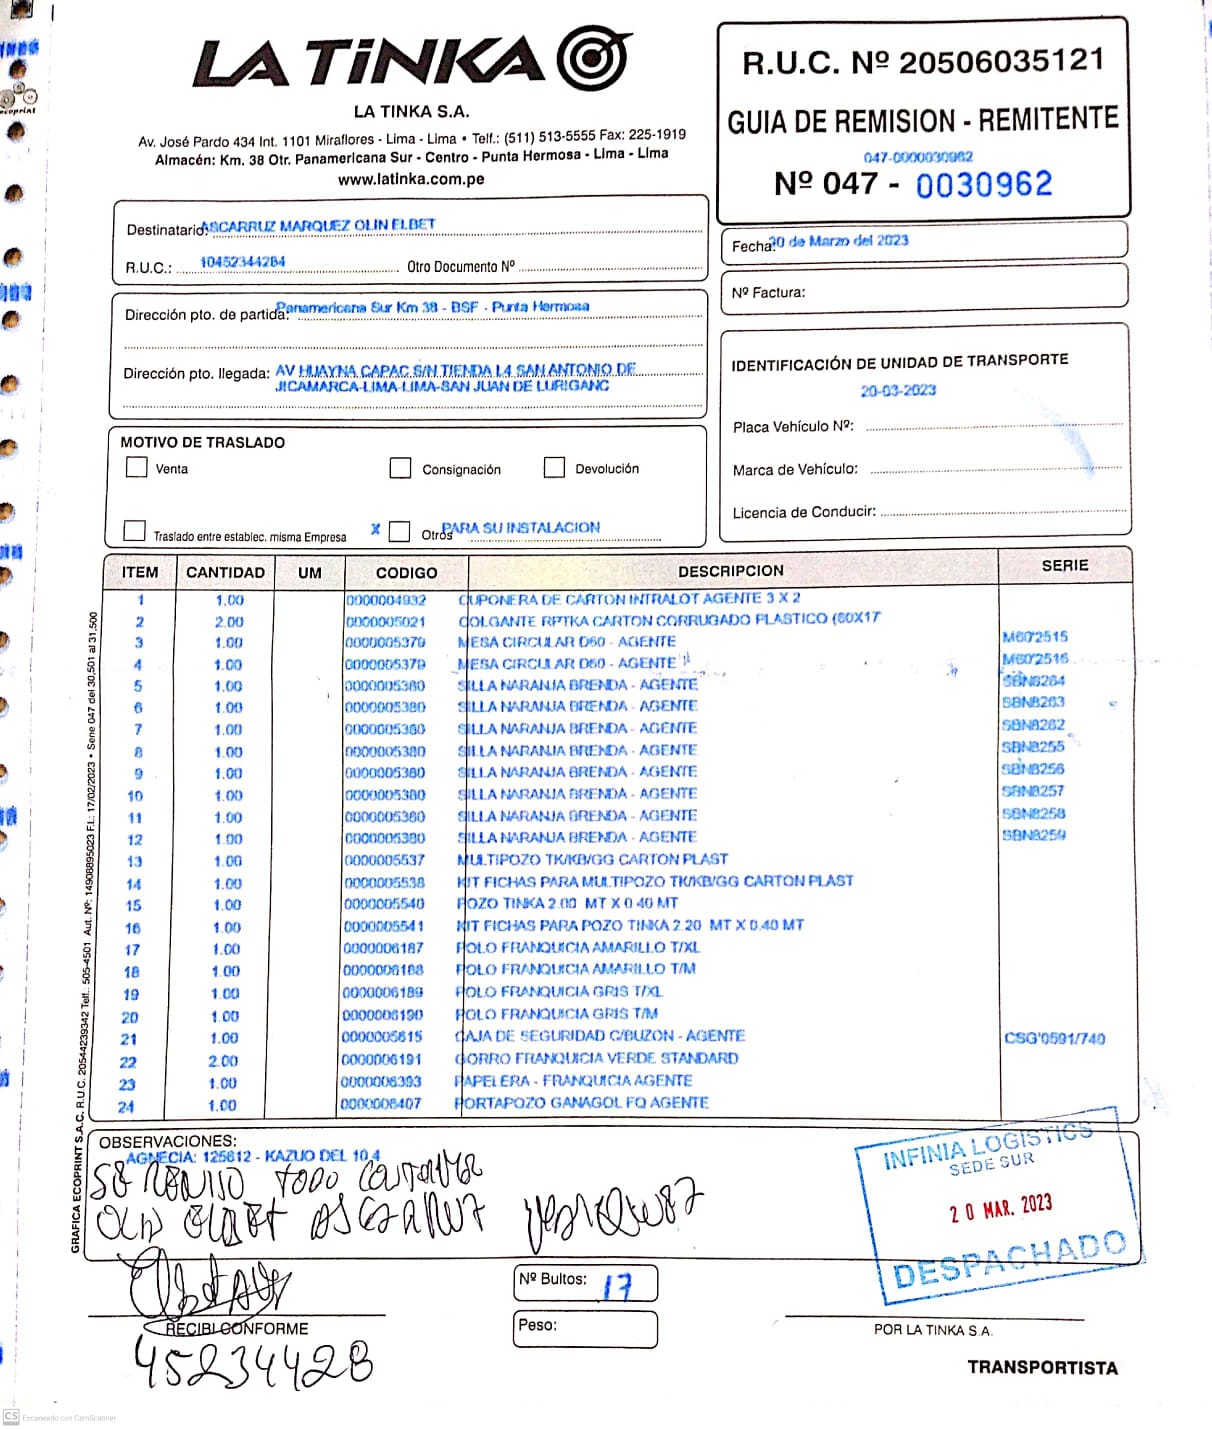 LA TiNKA
LA TINKA S.A.
Av. José Pardo 434 Int. 1101 Miraflores - Lima - Lima • Telf.: (511) 513-5555 Fax: 225-1919
Almacén: Km. 38 Otr. Panamericana Sur - Centro - Punta Hermosa - Lima - Lima
www.latinka.com.pe
R.U.C. Nº 20506035121
GUIA DE REMISION - REMITENTE
047-0000030962
Nº 047 - 0030962
Destinatario: ASCARRUZ MARQUEZ OLIN ELBET
R.U.C.: 10452344284 Otro Documento Nº
Fecha: 20 de Marzo del 2023
Nº Factura:
Dirección pto. de partida: Panamericana Sur Km 38 - BSF - Punta Hermosa
Dirección pto. llegada: AV HUAYNA CAPAC S/N TIENDA L4 SAN ANTONIO DE
JICAMARCA-LIMA-LIMA-SAN JUAN DE LURIGANC
IDENTIFICACIÓN DE UNIDAD DE TRANSPORTE
20-03-2023
Placa Vehículo Nº:
Marca de Vehículo:
Licencia de Conducir:
MOTIVO DE TRASLADO
Venta Consignación Devolución
Traslado entre establec. misma Empresa X Otros PARA SU INSTALACION
ITEM CANTIDAD UM CODIGO DESCRIPCION SERIE
1 1.00 0000004932 CUPONERA DE CARTON INTRALOT AGENTE 3 X 2
2 2.00 0000005021 COLGANTE RPTKA CARTON CORRUGADO PLASTICO (60X17
3 1.00 0000005379 MESA CIRCULAR D60 - AGENTE M60'2515
4 1.00 0000005379 MESA CIRCULAR D60 - AGENTE M60'2516
5 1.00 0000005380 SILLA NARANJA BRENDA - AGENTE SBN8264
6 1.00 0000005380 SILLA NARANJA BRENDA - AGENTE SBN8263
7 1.00 0000005380 SILLA NARANJA BRENDA - AGENTE SBN8262
8 1.00 0000005380 SILLA NARANJA BRENDA - AGENTE SBN8255
9 1.00 0000005380 SILLA NARANJA BRENDA - AGENTE SBN8256
10 1.00 0000005380 SILLA NARANJA BRENDA - AGENTE SBN8257
11 1.00 0000005380 SILLA NARANJA BRENDA - AGENTE SBN8258
12 1.00 0000005380 SILLA NARANJA BRENDA - AGENTE SBN8259
13 1.00 0000005537 MULTIPOZO TK/KB/GG CARTON PLAST
14 1.00 0000005538 KIT FICHAS PARA MULTIPOZO TK/KB/GG CARTON PLAST
15 1.00 0000005540 POZO TINKA 2.00 MT X 0.40 MT
16 1.00 0000005541 KIT FICHAS PARA POZO TINKA 2.20 MT X 0.40 MT
17 1.00 0000006187 POLO FRANQUICIA AMARILLO T/XL
18 1.00 0000006188 POLO FRANQUICIA AMARILLO T/M
19 1.00 0000006189 POLO FRANQUICIA GRIS T/XL
20 1.00 0000006190 POLO FRANQUICIA GRIS T/M
21 1.00 0000005815 CAJA DE SEGURIDAD C/BUZON - AGENTE CSG'0591/740
22 2.00 0000006191 GORRO FRANQUICIA VERDE STANDARD
23 1.00 0000006393 PAPELERA - FRANQUICIA AGENTE
24 1.00 0000006407 PORTAPOZO GANAGOL FQ AGENTE
GRAFICA ECOPRINT S.A.C. R.U.C. 20544239342 Telf.: 505-4501 Aut. Nº: 14908895023 F.I.: 17/02/2023 • Serie 047 del 30,501 al 31,500
OBSERVACIONES:
AGNECIA: 125612 - KAZUO DEL 10.4
SE todo
OLIN ELBET ASCARRUZ
INFINIA LOGISTICS
SEDE SUR
20 MAR. 2023
DESPACHADO
Nº Bultos: 17
Peso:
RECIBI CONFORME
45234428
POR LA TINKA S.A.
TRANSPORTISTA
CS Escaneado con CamScanner